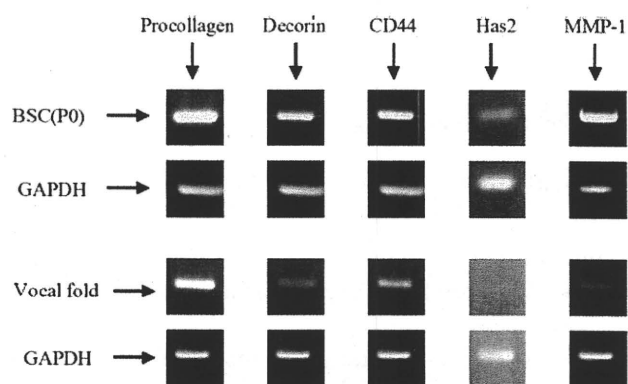 Procollagen Decorin CD44 Has2 MMP-1
BSC(P0)
GAPDH
Vocal fold
GAPDH